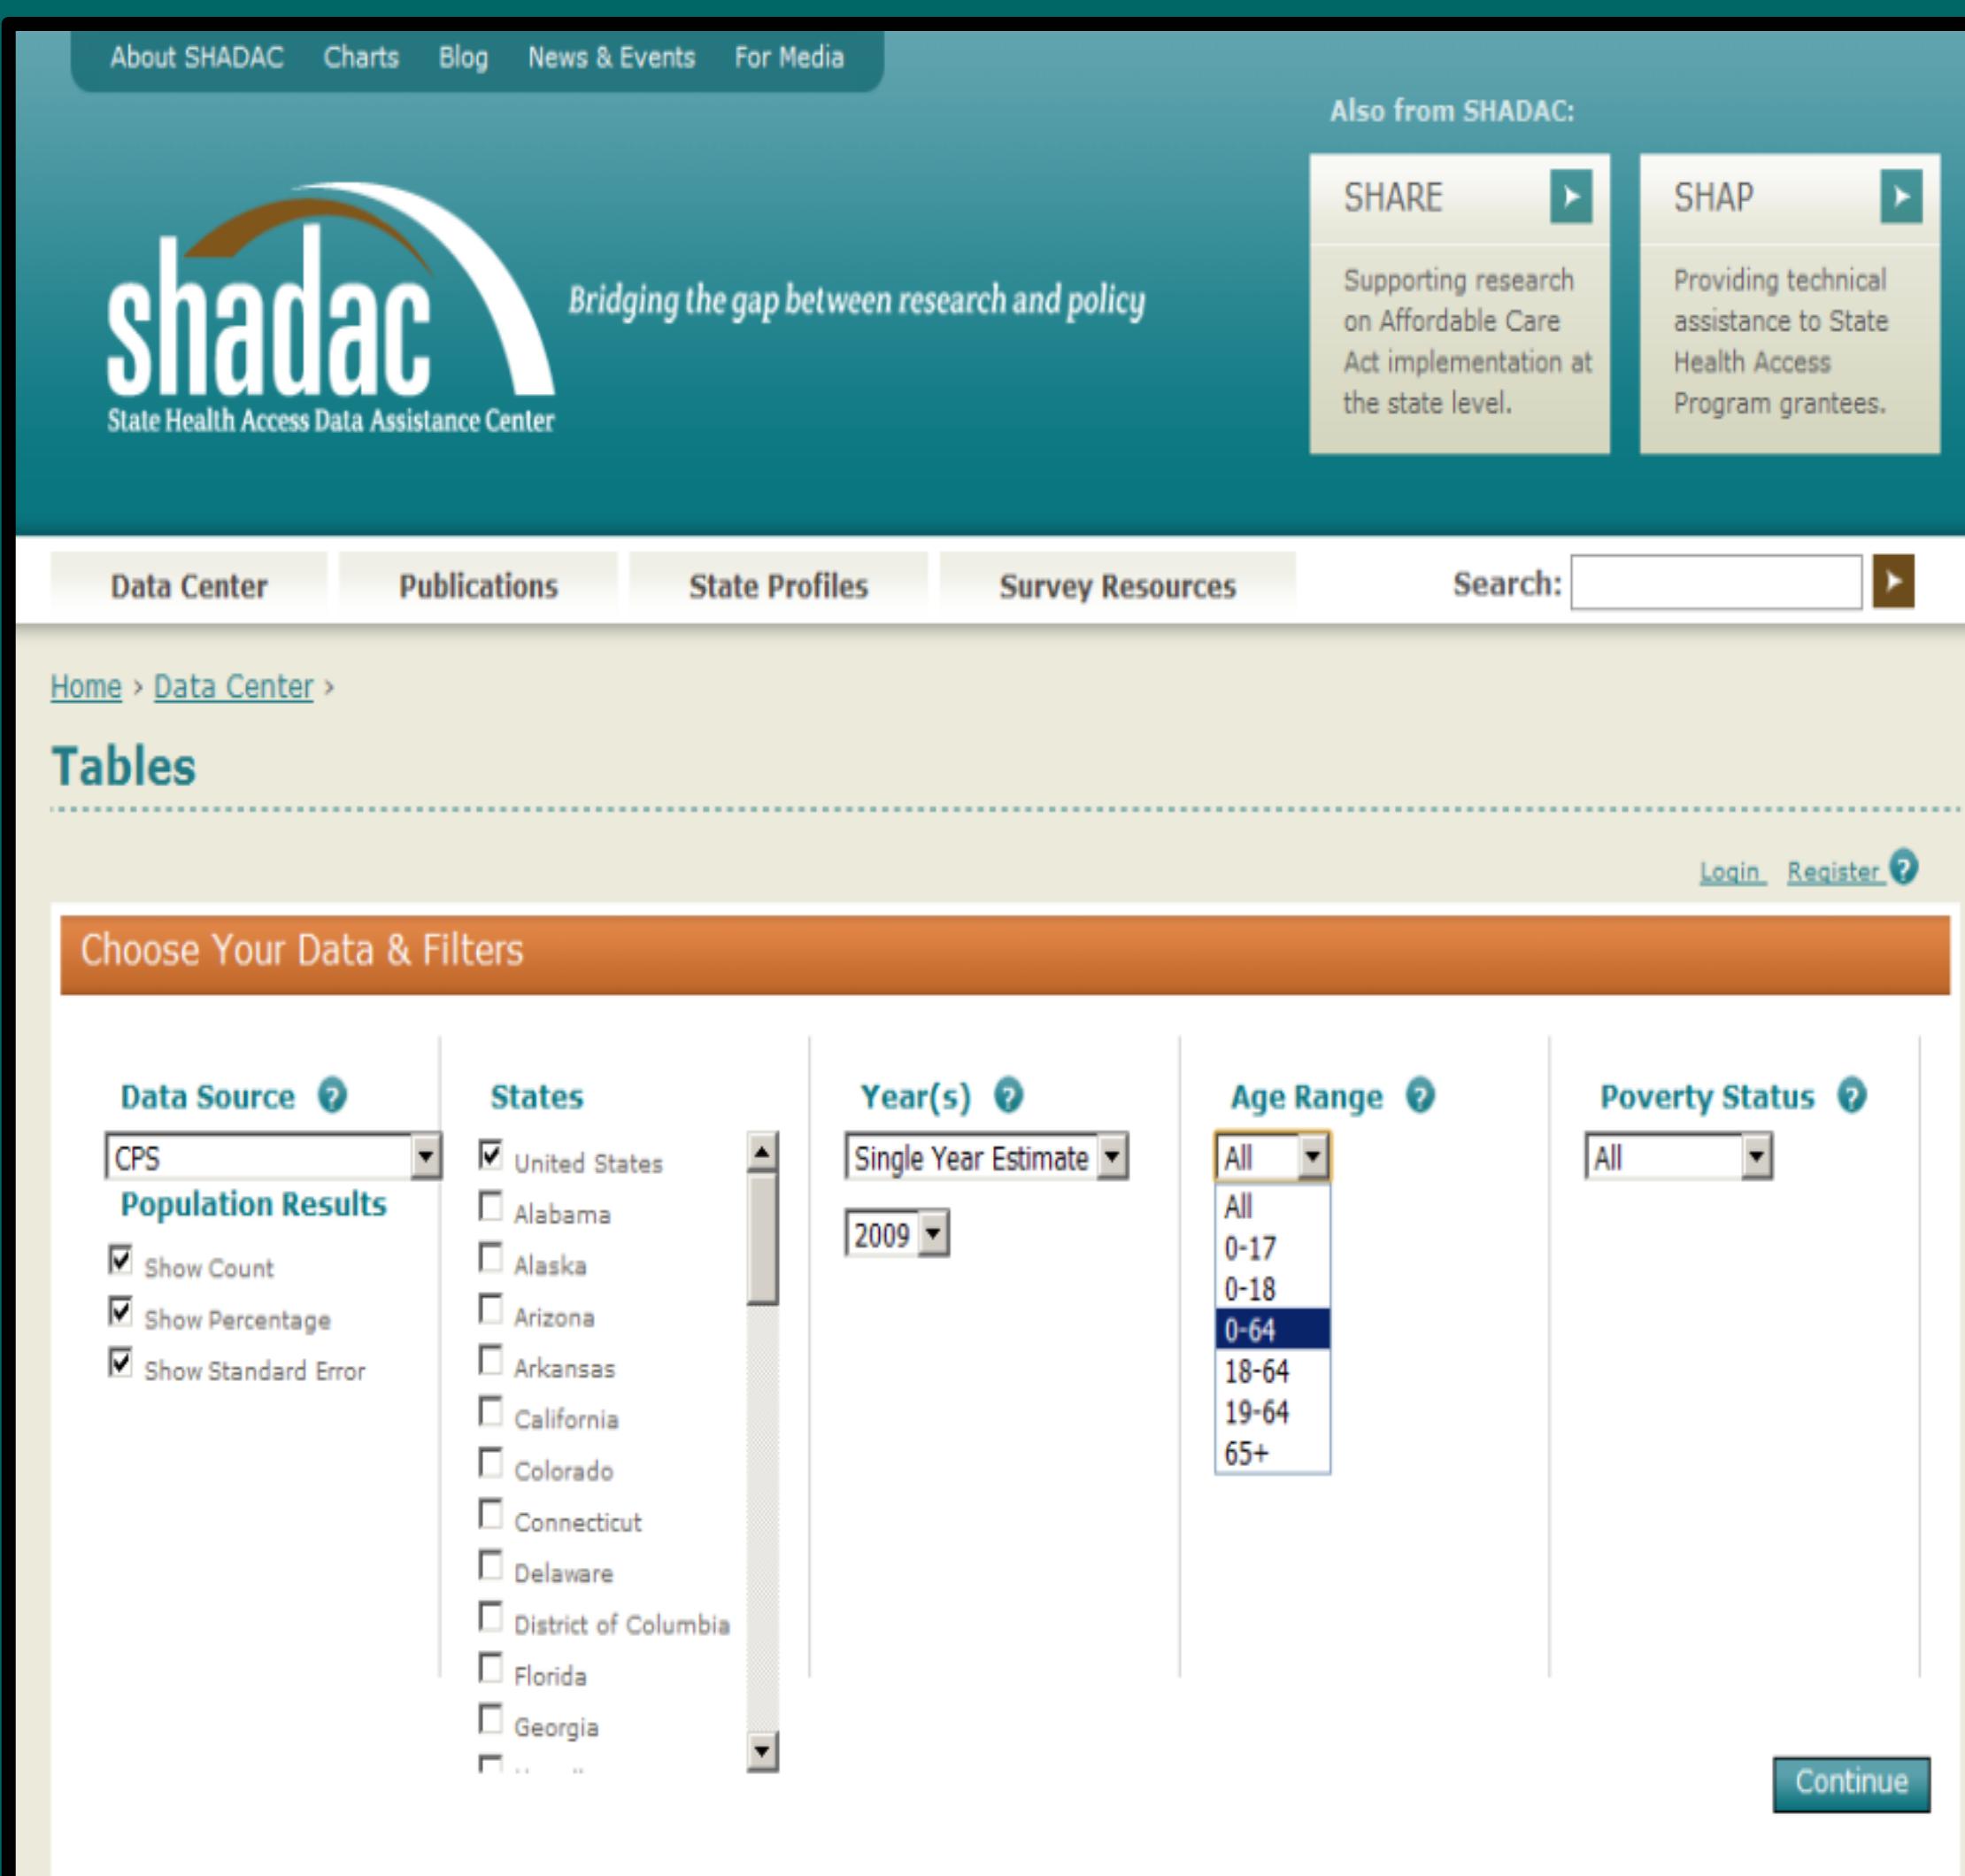 About SHADAC Charts Blog News & Events For Media
Also from SHADAC:
SHARE
Supporting research
on Affordable Care
Act implementation at
the state level.
SHAP
Providing technical
assistance to State
Health Access
Program grantees.
shadac
State Health Access Data Assistance Center
Bridging the gap between research and policy
Data Center Publications State Profiles Survey Resources Search:
Home > Data Center >
Tables
Login Register ?
Choose Your Data & Filters
Data Source ?
CPS
Population Results
Show Count
Show Percentage
Show Standard Error
States
United States
Alabama
Alaska
Arizona
Arkansas
California
Colorado
Connecticut
Delaware
District of Columbia
Florida
Georgia
Year(s) ?
Single Year Estimate
2009
Age Range ?
All
All
0-17
0-18
0-64
18-64
19-64
65+
Poverty Status ?
All
Continue